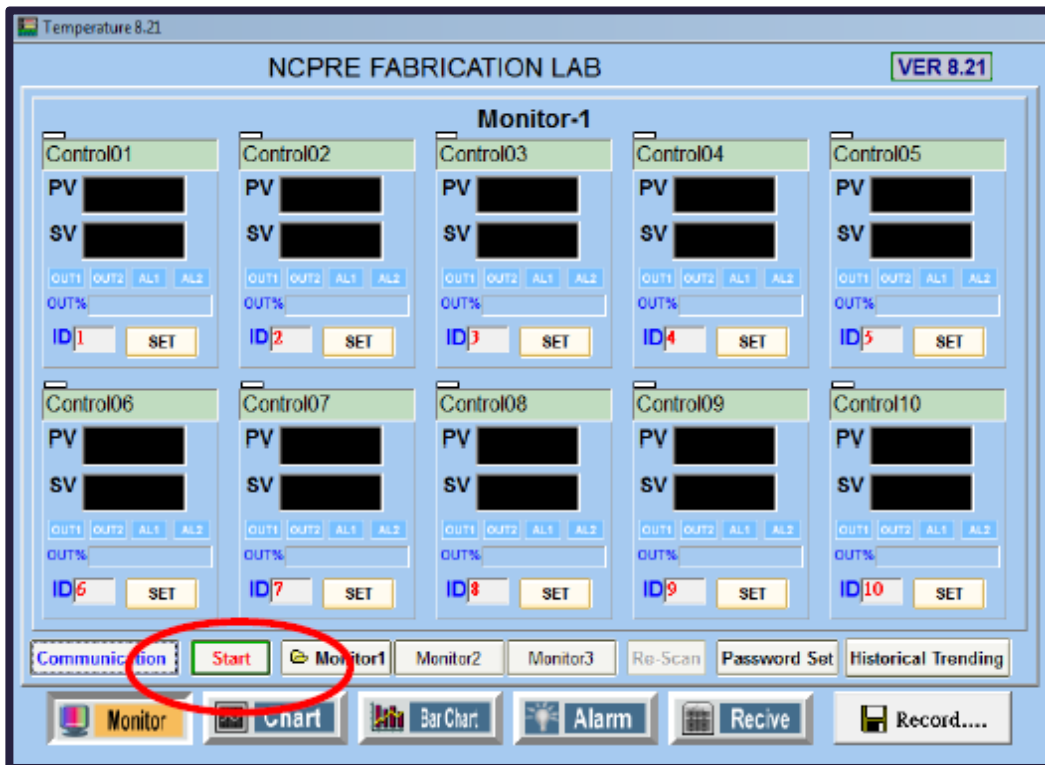 Temperature 8.21
NCPRE FABRICATION LAB VER 8.21
Monitor-1
Control01 Control02 Control03 Control04 Control05
PV PV PV PV PV
SV SV SV SV SV
OUT1 OUT2 AL1 AL2 OUT1 OUT2 AL1 AL2 OUT1 OUT2 AL1 AL2 OUT1 OUT2 AL1 AL2 OUT1 OUT2 AL1 AL2
OUT% OUT% OUT% OUT% OUT%
ID 1 SET ID 2 SET ID 3 SET ID 4 SET ID 5 SET
Control06 Control07 Control08 Control09 Control10
PV PV PV PV PV
SV SV SV SV SV
OUT1 OUT2 AL1 AL2 OUT1 OUT2 AL1 AL2 OUT1 OUT2 AL1 AL2 OUT1 OUT2 AL1 AL2 OUT1 OUT2 AL1 AL2
OUT% OUT% OUT% OUT% OUT%
ID 6 SET ID 7 SET ID 8 SET ID 9 SET ID 10 SET
Communication Start Monitor1 Monitor2 Monitor3 Re-Scan Password Set Historical Trending
Monitor Chart Bar Chart Alarm Recive Record....